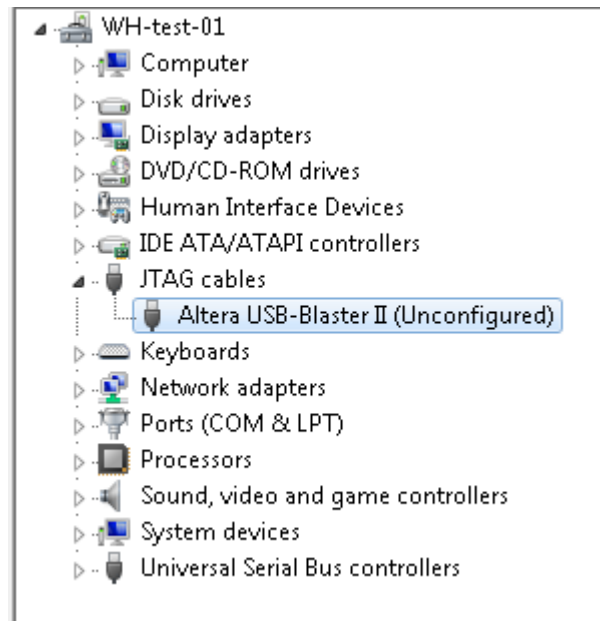 WH-test-01
Computer
Disk drives
Display adapters
DVD/CD-ROM drives
Human Interface Devices
IDE ATA/ATAPI controllers
JTAG cables
Altera USB-Blaster II (Unconfigured)
Keyboards
Network adapters
Ports (COM & LPT)
Processors
Sound, video and game controllers
System devices
Universal Serial Bus controllers